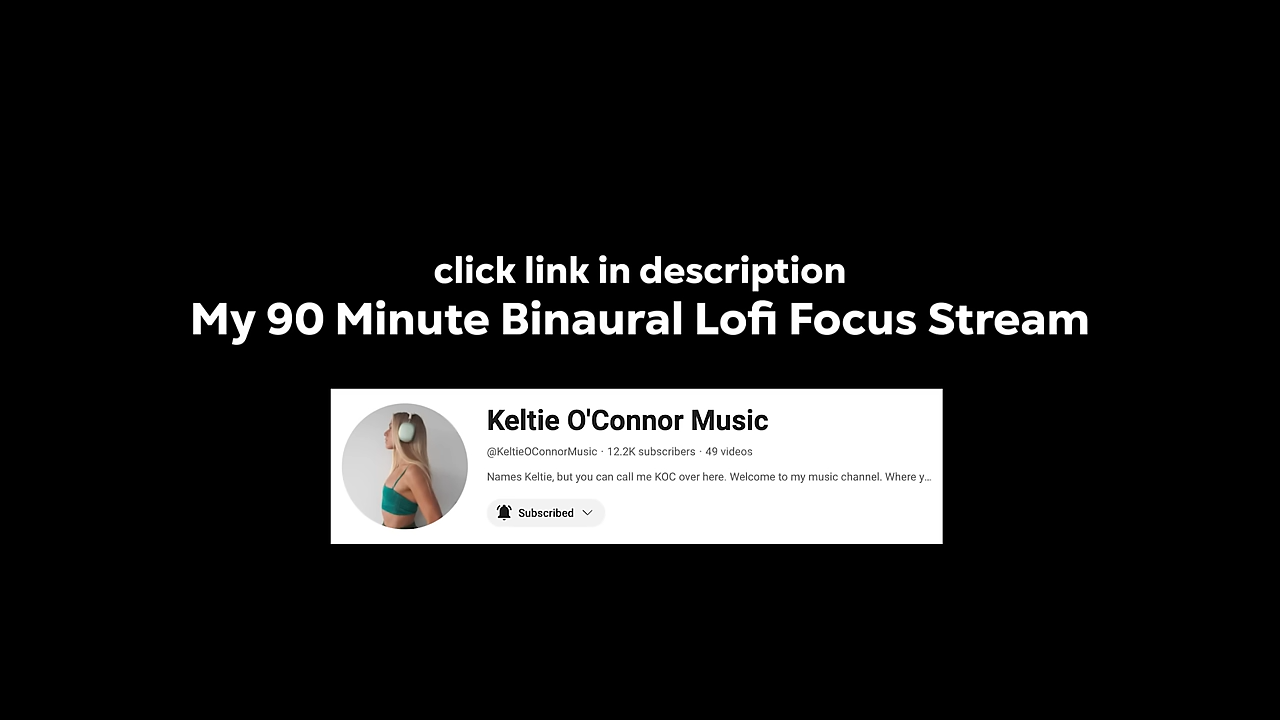 click link in description
My 90 Minute Binaural Lofi Focus Stream
Keltie O'Connor Music
@KeltieOConnorMusic · 12.2K subscribers · 49 videos
Names Keltie, but you can call me KOC over here. Welcome to my music channel. Where y...
Subscribed